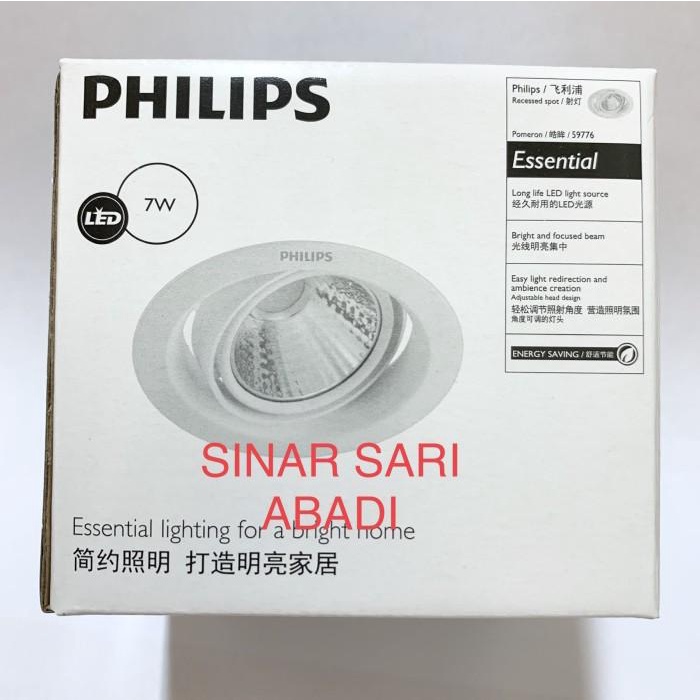 PHILIPS
LED
7W
PHILIPS
Philips / 飞利浦
Recessed spot / 射灯
Pomeron / 皓眸 / 59776
Essential
Long life LED light source
经久耐用的LED光源
Bright and focused beam
光线明亮集中
Easy light redirection and
ambience creation
Adjustable head design
轻松调节照射角度 营造照明氛围
角度可调的灯头
ENERGY SAVING / 舒适节能
SINAR SARI
ABADI
Essential lighting for a bright home
简约照明 打造明亮家居